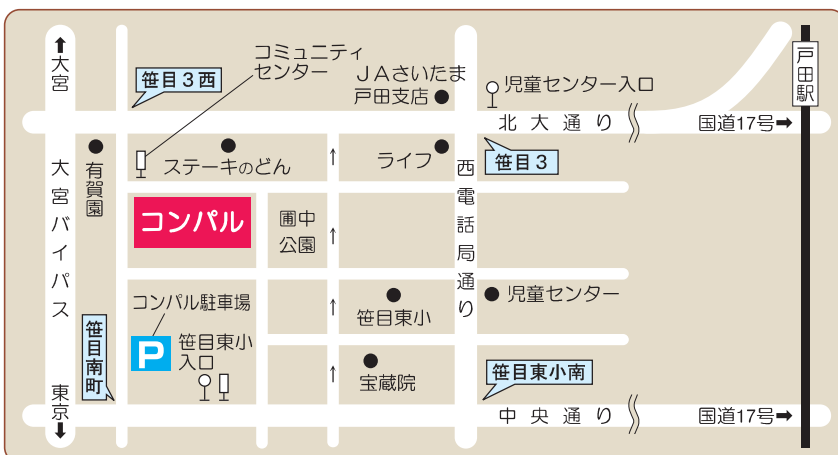 大宮
笹目3西
コミュニティ
センター
JAさいたま
戸田支店
児童センター入口
戸田駅
北大通り
国道17号
有賀園
ステーキのどん
ライフ
笹目3
大宮バイパス
コンパル
圃中
公園
西電話局通り
コンパル駐車場
P
笹目東小
入口
笹目東小
児童センター
笹目南町
宝蔵院
笹目東小南
東京
中央通り
国道17号